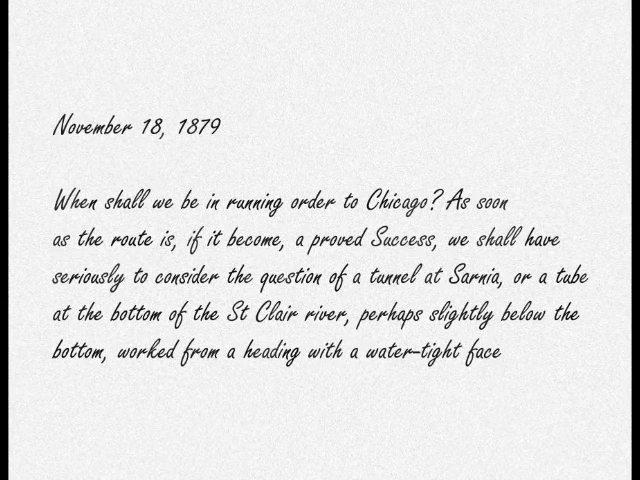 November 18, 1879
When shall we be in running order to Chicago? As soon
as the route is, if it become, a proved Success, we shall have
seriously to consider the question of a tunnel at Sarnia, or a tube
at the bottom of the St Clair river, perhaps slightly below the
bottom, worked from a heading with a water-tight face